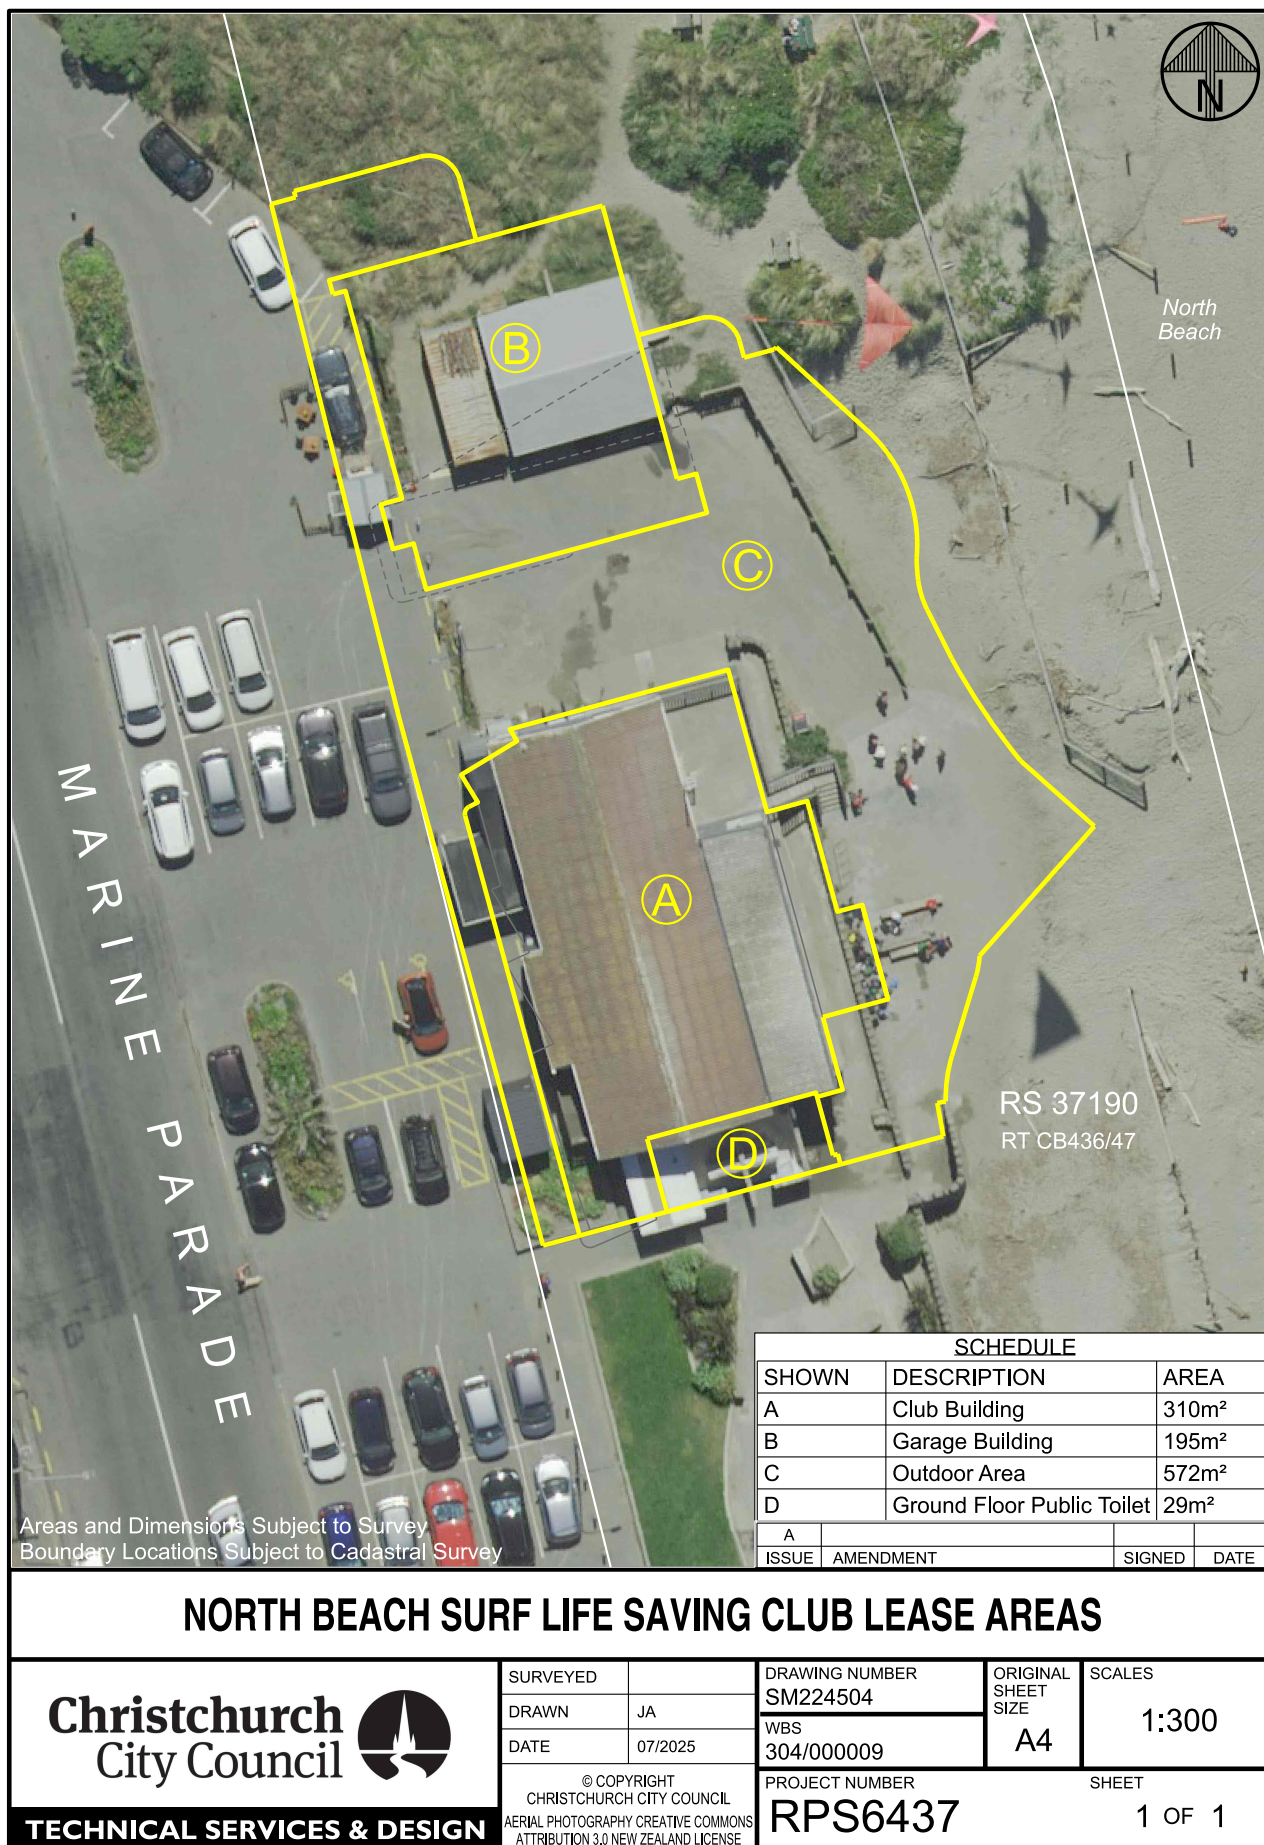 N
North
Beach
B
C
A
D
MARINE PARADE
RS 37190
RT CB436/47
SCHEDULE
SHOWN DESCRIPTION AREA
A Club Building 310m²
B Garage Building 195m²
C Outdoor Area 572m²
D Ground Floor Public Toilet 29m²
A
ISSUE AMENDMENT SIGNED DATE
Areas and Dimensions Subject to Survey
Boundary Locations Subject to Cadastral Survey
NORTH BEACH SURF LIFE SAVING CLUB LEASE AREAS
Christchurch
City Council
TECHNICAL SERVICES & DESIGN
SURVEYED
DRAWN JA
DATE 07/2025
© COPYRIGHT
CHRISTCHURCH CITY COUNCIL
AERIAL PHOTOGRAPHY CREATIVE COMMONS
ATTRIBUTION 3.0 NEW ZEALAND LICENSE
DRAWING NUMBER
SM224504
WBS
304/000009
ORIGINAL
SHEET
SIZE
A4
SCALES
1:300
PROJECT NUMBER
RPS6437
SHEET
1 OF 1